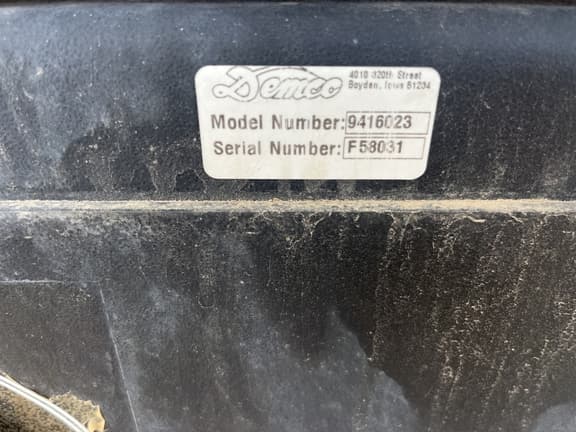 Demco
4010 320th Street
Boyden, Iowa 51234
Model Number: 9416023
Serial Number: F58031